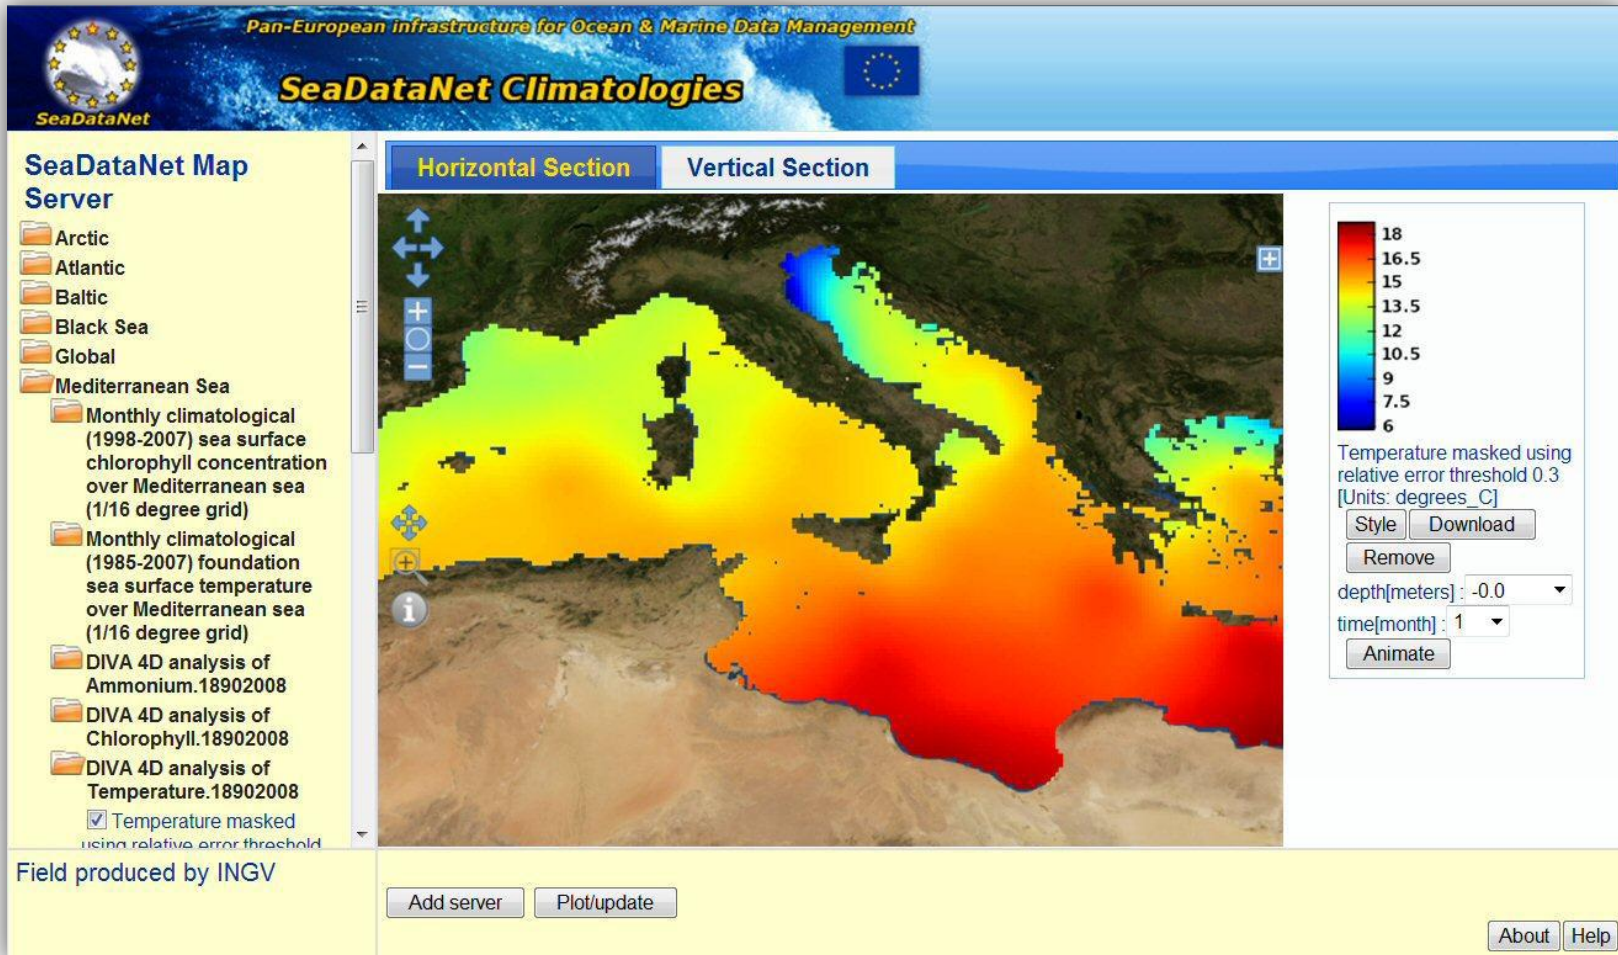 Pan-European infrastructure for Ocean & Marine Data Management
SeaDataNet Climatologies
SeaDataNet
SeaDataNet Map
Server
Arctic
Atlantic
Baltic
Black Sea
Global
Mediterranean Sea
Monthly climatological
(1998-2007) sea surface
chlorophyll concentration
over Mediterranean sea
(1/16 degree grid)
Monthly climatological
(1985-2007) foundation
sea surface temperature
over Mediterranean sea
(1/16 degree grid)
DIVA 4D analysis of
Ammonium.18902008
DIVA 4D analysis of
Chlorophyll.18902008
DIVA 4D analysis of
Temperature.18902008
Temperature masked
using relative error threshold
Field produced by INGV
Horizontal Section
Vertical Section
18
16.5
15
13.5
12
10.5
9
7.5
6
Temperature masked using
relative error threshold 0.3
[Units: degrees_C]
Style Download
Remove
depth[meters] : -0.0
time[month] : 1
Animate
Add server Plot/update
About Help